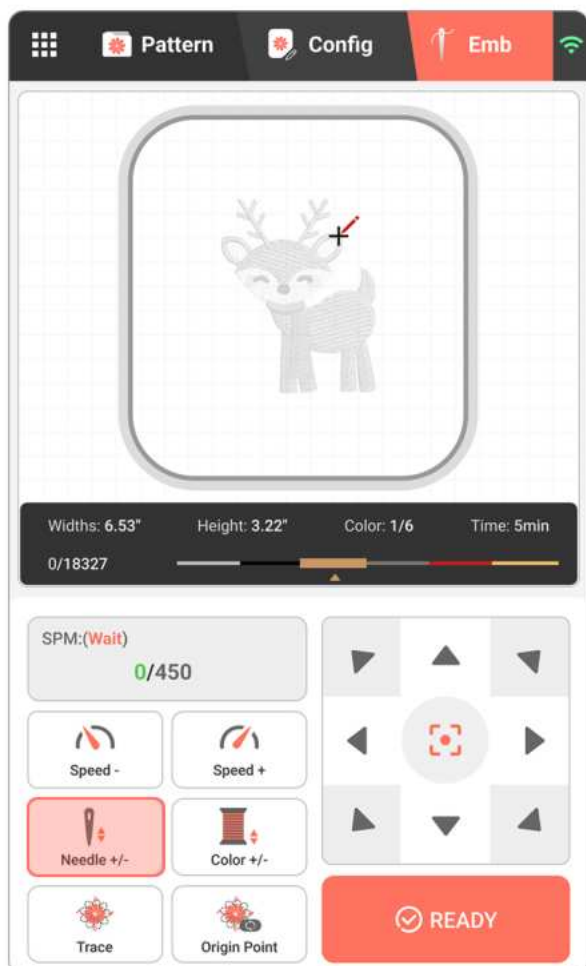 Pattern
Config
Emb
Widths: 6.53" Height: 3.22" Color: 1/6 Time: 5min
0/18327
SPM:(Wait)
0/450
Speed - Speed +
Needle +/- Color +/-
Trace Origin Point
READY